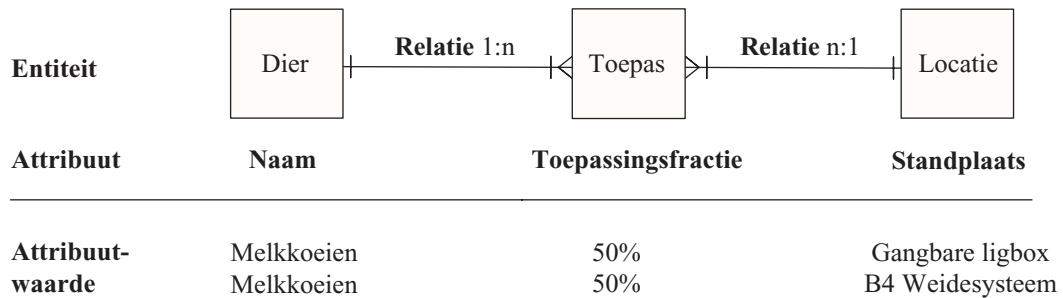 Relatie 1:n Relatie n:1
Entiteit Dier Toepas Locatie
Attribuut Naam Toepassingsfractie Standplaats
Attribuut- Melkkoeien 50% Gangbare ligbox
waarde Melkkoeien 50% B4 Weidesysteem